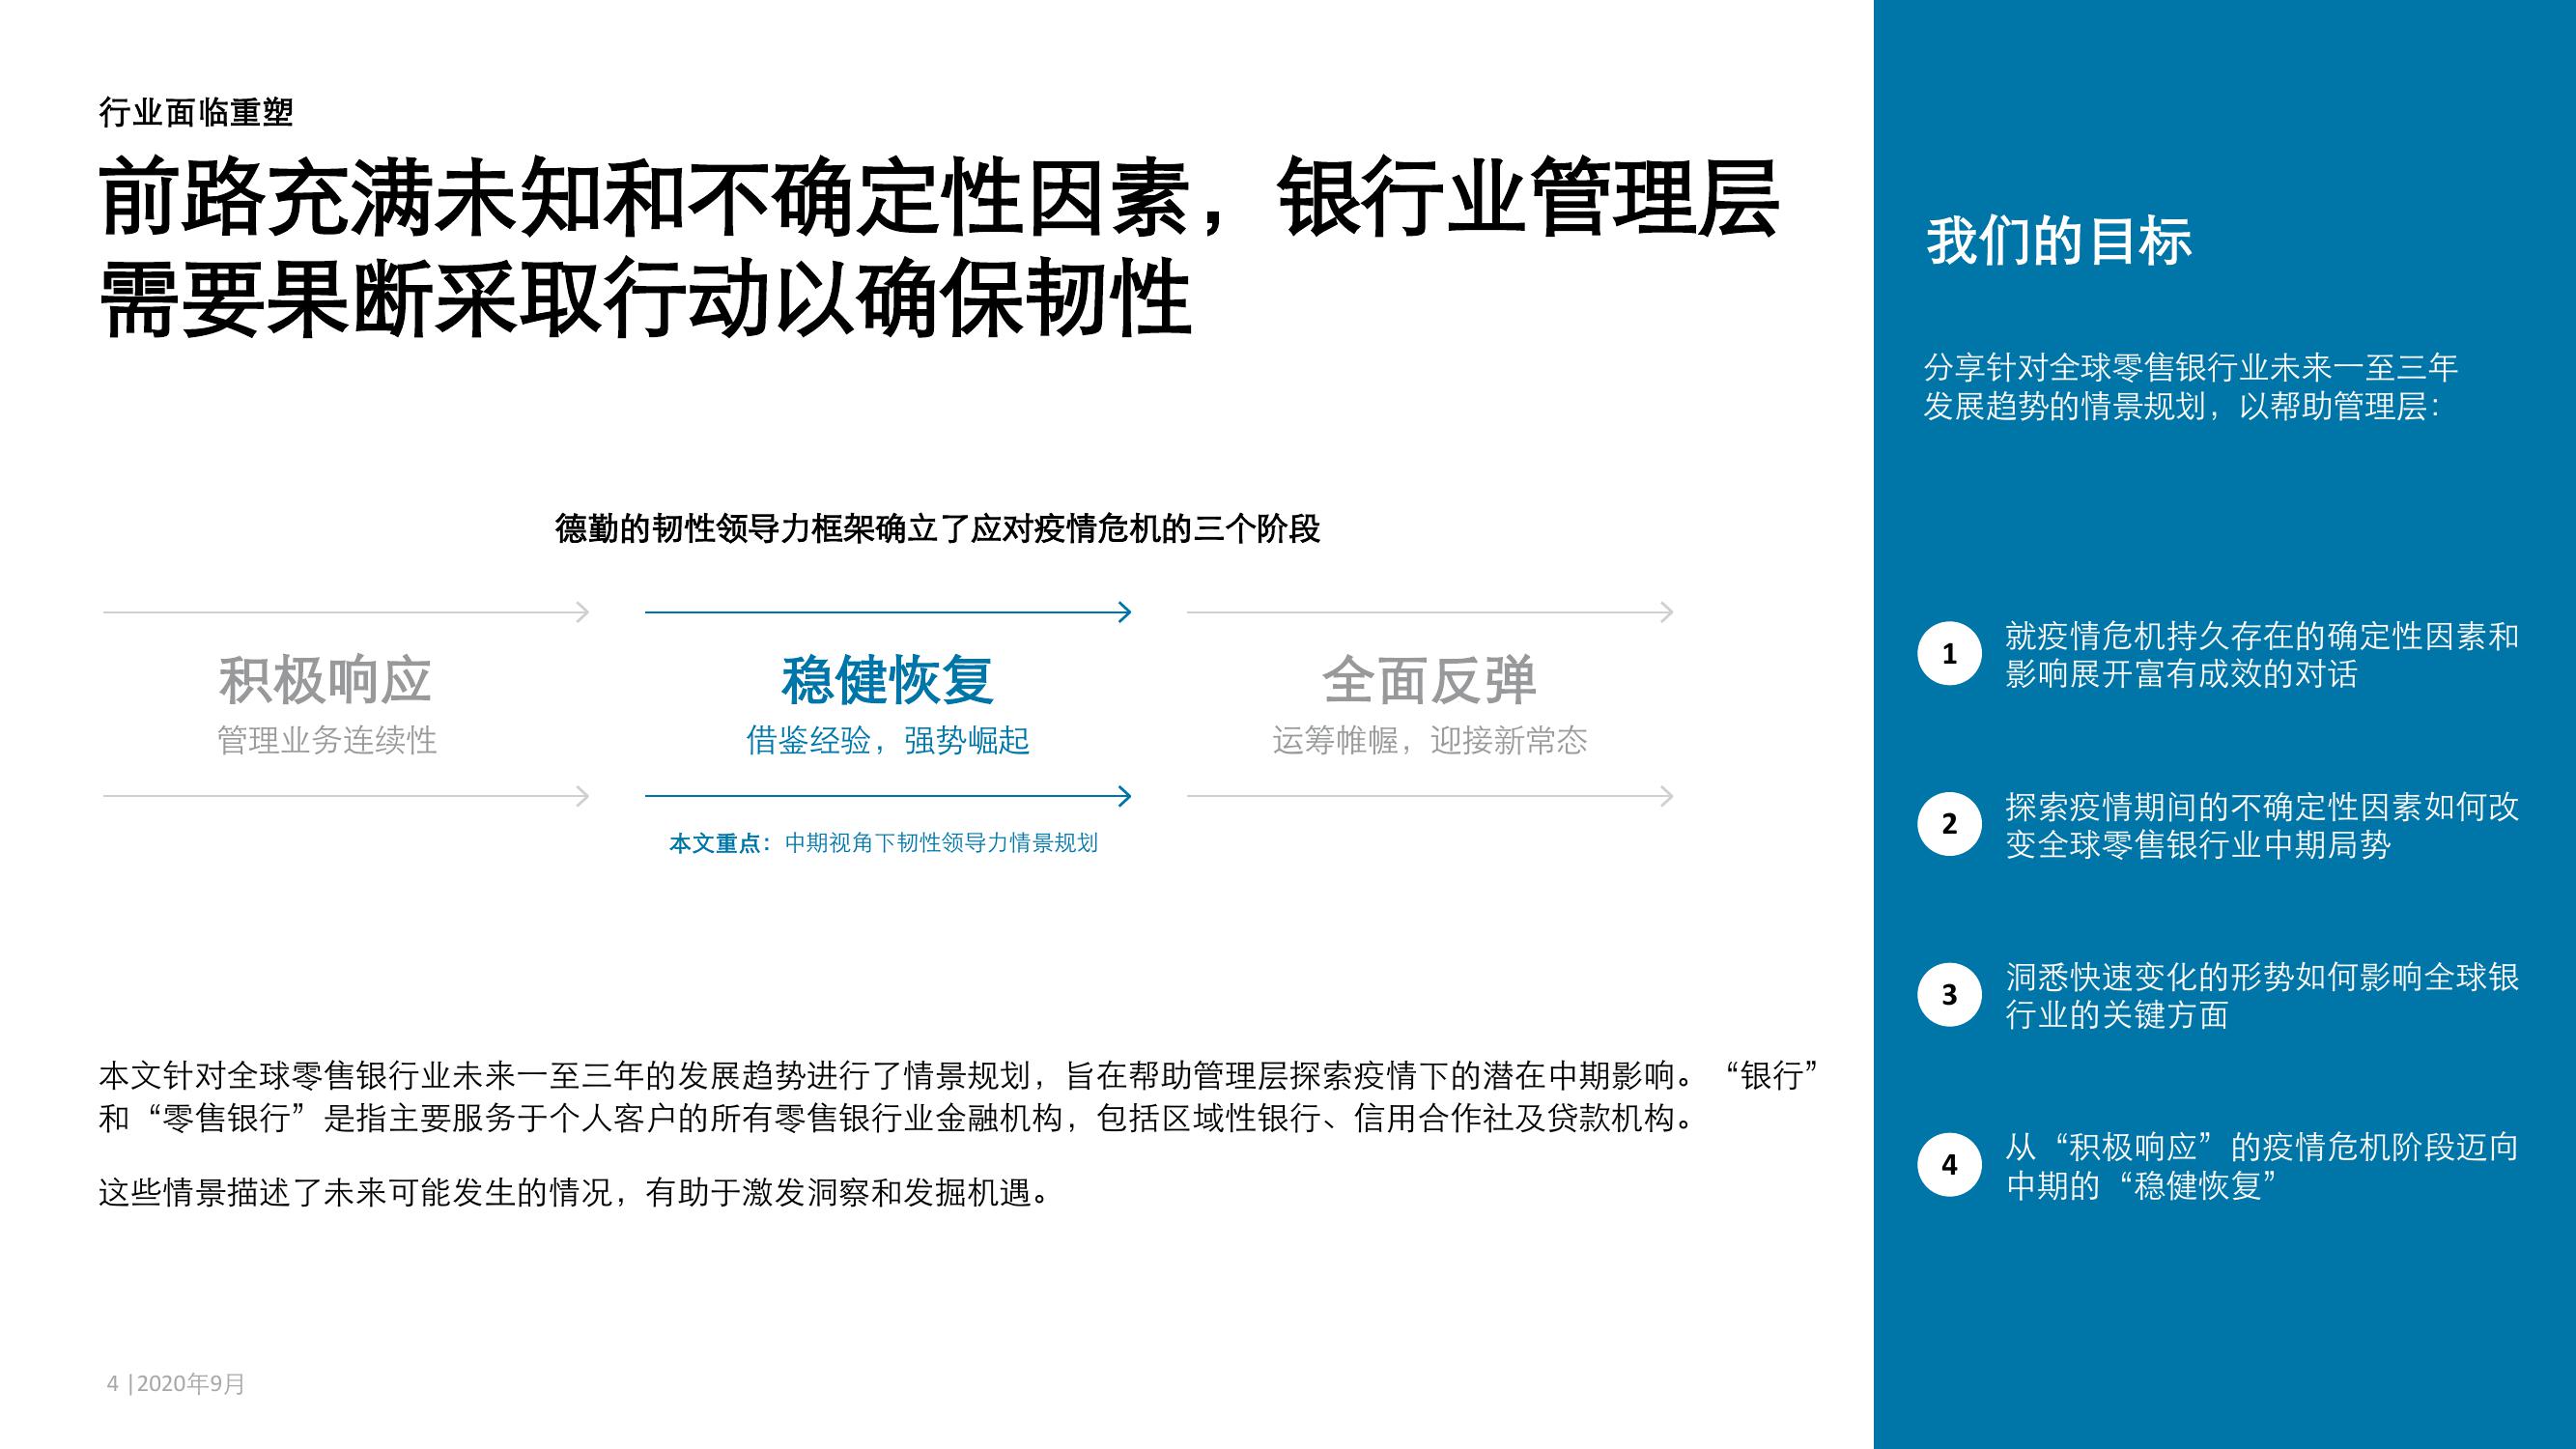 行业面临重塑
前路充满未知和不确定性因素，银行业管理层
需要果断采取行动以确保韧性
德勤的韧性领导力框架确立了应对疫情危机的三个阶段
积极响应
管理业务连续性
稳健恢复
借鉴经验，强势崛起
全面反弹
运筹帷幄，迎接新常态
本文重点：中期视角下韧性领导力情景规划
本文针对全球零售银行业未来一至三年的发展趋势进行了情景规划，旨在帮助管理层探索疫情下的潜在中期影响。“银行”
和“零售银行”是指主要服务于个人客户的所有零售银行业金融机构，包括区域性银行、信用合作社及贷款机构。
这些情景描述了未来可能发生的情况，有助于激发洞察和发掘机遇。
4 |2020年9月
我们的目标
分享针对全球零售银行业未来一至三年
发展趋势的情景规划，以帮助管理层：
1 就疫情危机持久存在的确定性因素和
影响展开富有成效的对话
2 探索疫情期间的不确定性因素如何改
变全球零售银行业中期局势
3 洞悉快速变化的形势如何影响全球银
行业的关键方面
4 从“积极响应”的疫情危机阶段迈向
中期的“稳健恢复”